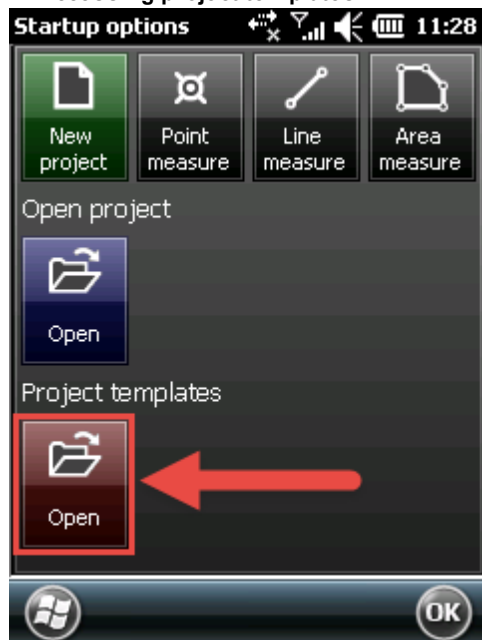 Startup options 11:28
New project
Point measure
Line measure
Area measure
Open project
Open
Project templates
Open
OK